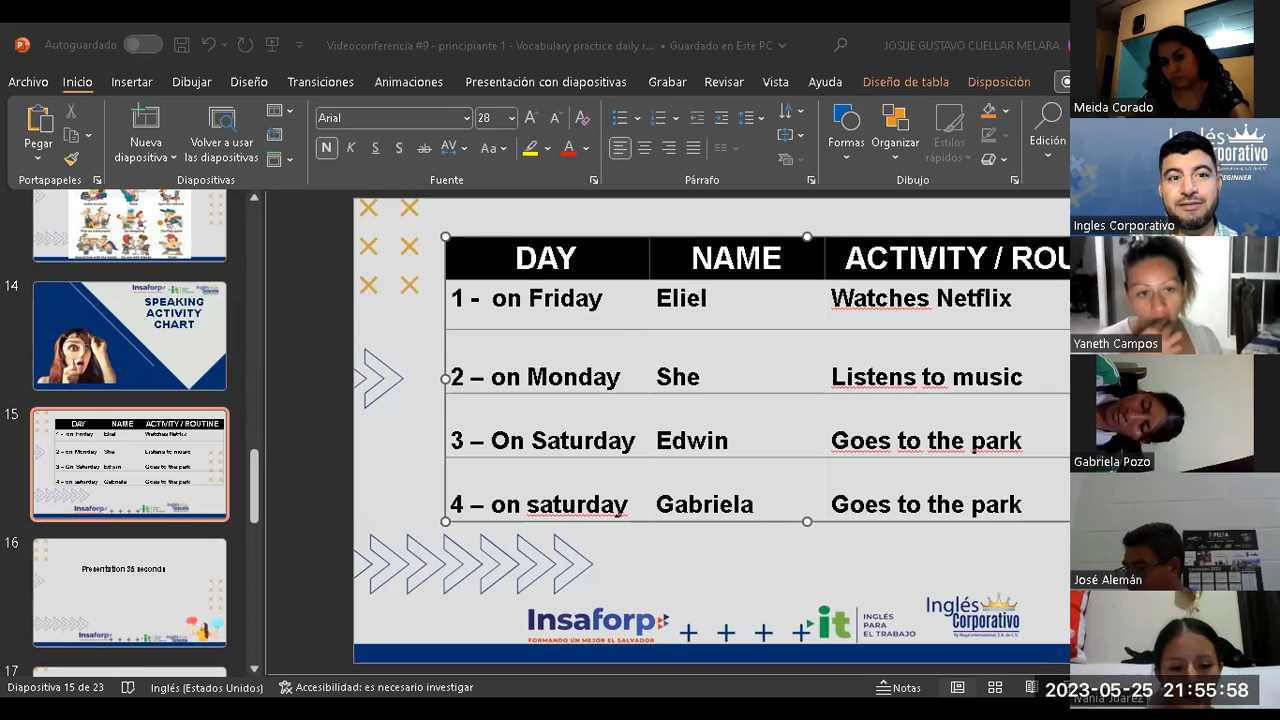 Autoguardado
Videoconferencia #9 - principiante 1 - Vocabulary practice daily r... • Guardado en Este PC
JOSUE GUSTAVO CUELLAR MELARA
Archivo Inicio Insertar Dibujar Diseño Transiciones Animaciones Presentación con diapositivas Grabar Revisar Vista Ayuda Diseño de tabla Disposición
Pegar
Nueva diapositiva
Volver a usar las diapositivas
Arial 28
N K S S ab AV Aa A
Formas Organizar Estilos rápidos Edición
Portapapeles Diapositivas Fuente Párrafo Dibujo
14
SPEAKING
ACTIVITY
CHART
15
16
Presentation 35 seconds
17
DAY NAME ACTIVITY / ROU
1 - on Friday Eliel Watches Netflix
2 – on Monday She Listens to music
3 – On Saturday Edwin Goes to the park
4 – on saturday Gabriela Goes to the park
Insaforp
FORMANDO UN MEJOR EL SALVADOR
it INGLÉS PARA EL TRABAJO
Inglés Corporativo
Diapositiva 15 de 23 Inglés (Estados Unidos) Accesibilidad: es necesario investigar Notas
Meida Corado
Inglés Corporativo
BEGINNER
Ingles Corporativo
Yaneth Campos
Gabriela Pozo
José Alemán
2023-05-25 21:55:58